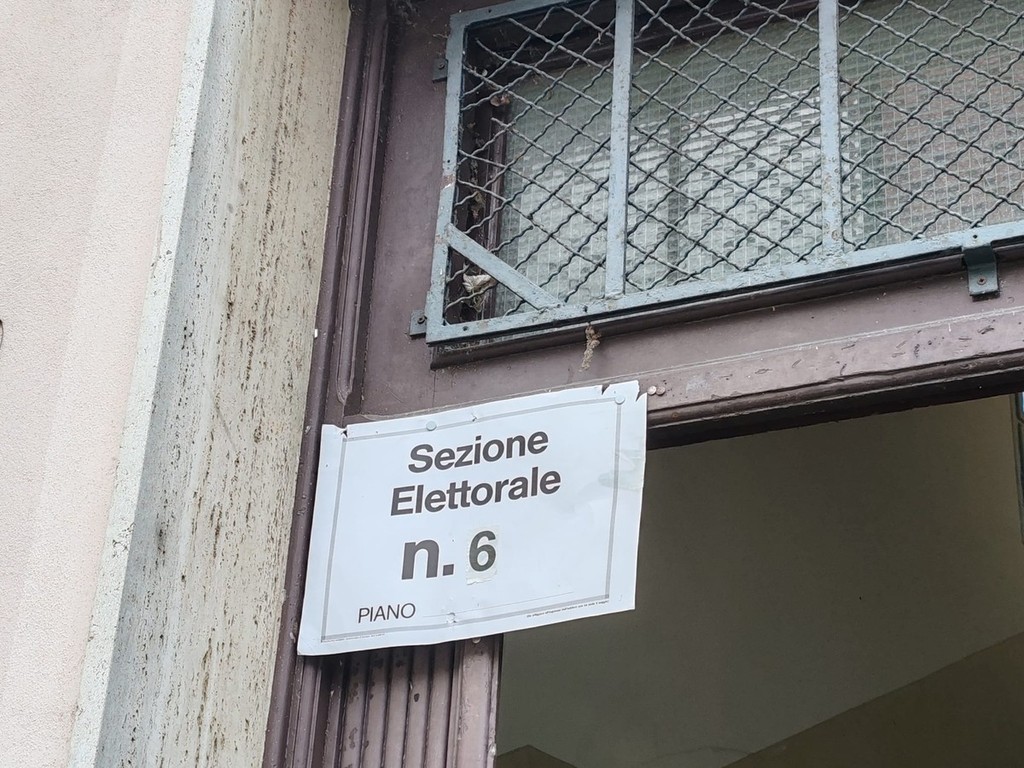 Sezione
Elettorale
n. 6
PIANO